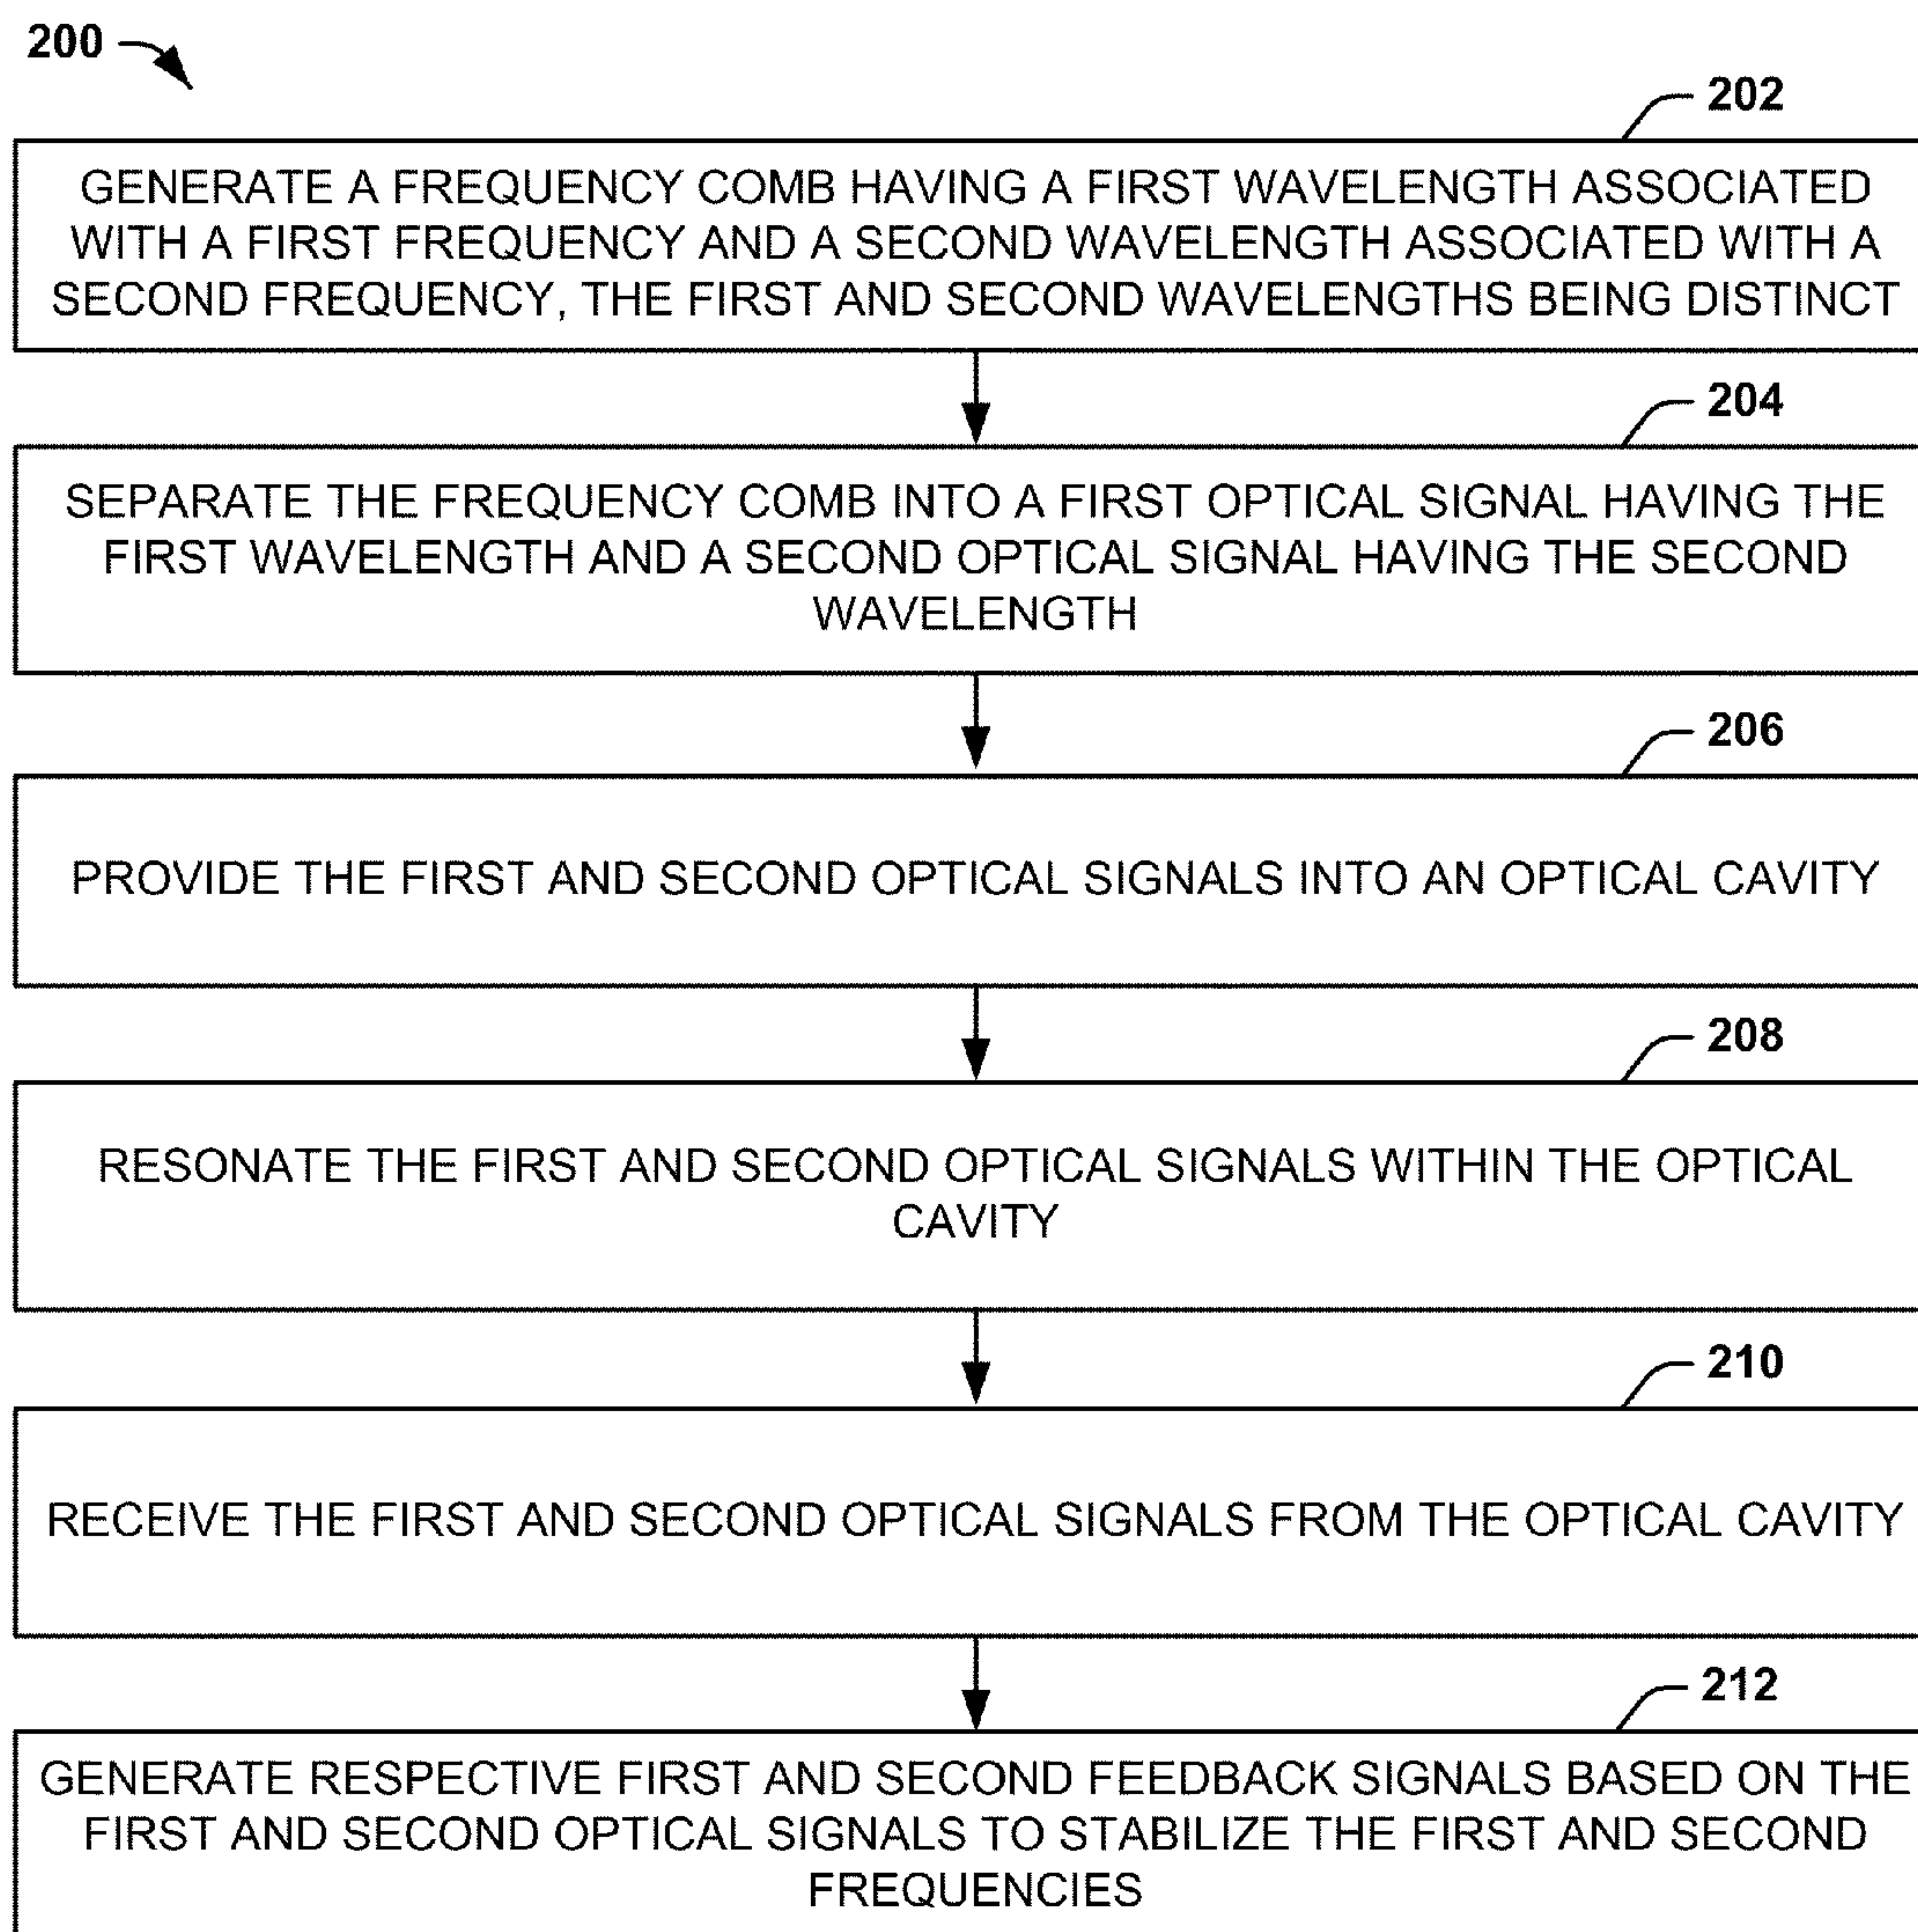 200
202
GENERATE A FREQUENCY COMB HAVING A FIRST WAVELENGTH ASSOCIATED
WITH A FIRST FREQUENCY AND A SECOND WAVELENGTH ASSOCIATED WITH A
SECOND FREQUENCY, THE FIRST AND SECOND WAVELENGTHS BEING DISTINCT
204
SEPARATE THE FREQUENCY COMB INTO A FIRST OPTICAL SIGNAL HAVING THE
FIRST WAVELENGTH AND A SECOND OPTICAL SIGNAL HAVING THE SECOND
WAVELENGTH
206
PROVIDE THE FIRST AND SECOND OPTICAL SIGNALS INTO AN OPTICAL CAVITY
208
RESONATE THE FIRST AND SECOND OPTICAL SIGNALS WITHIN THE OPTICAL
CAVITY
210
RECEIVE THE FIRST AND SECOND OPTICAL SIGNALS FROM THE OPTICAL CAVITY
212
GENERATE RESPECTIVE FIRST AND SECOND FEEDBACK SIGNALS BASED ON THE
FIRST AND SECOND OPTICAL SIGNALS TO STABILIZE THE FIRST AND SECOND
FREQUENCIES